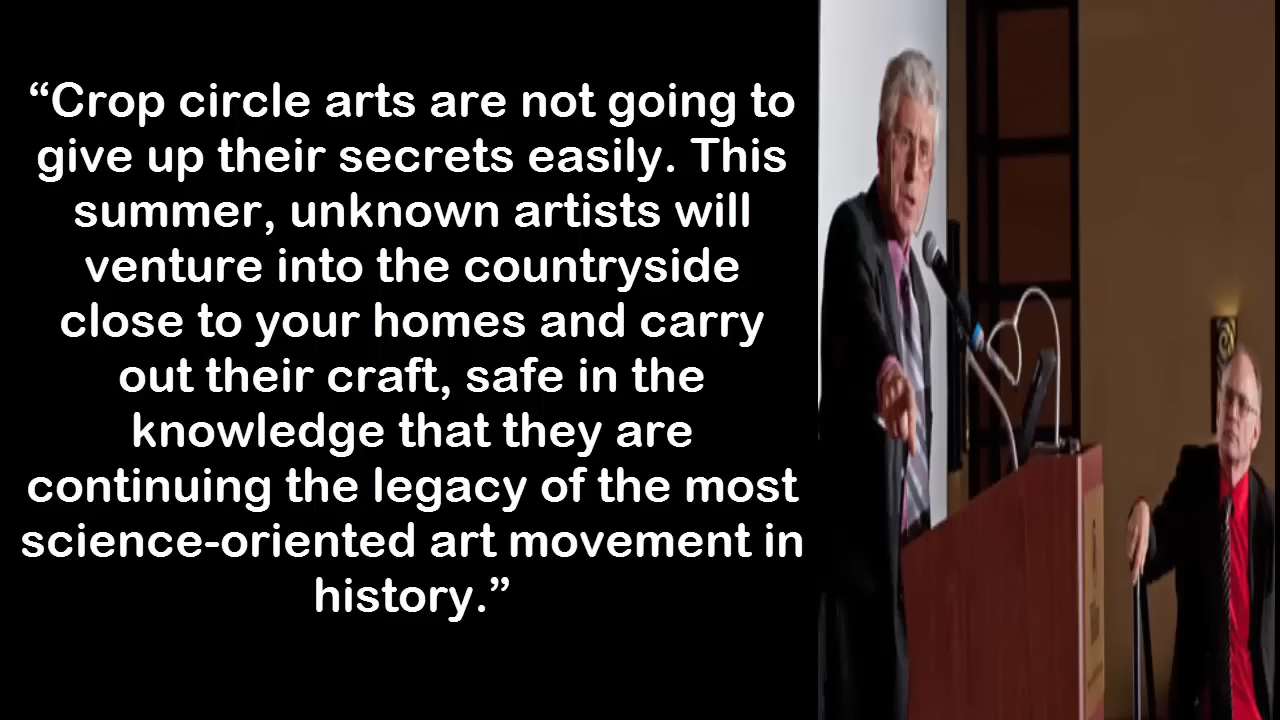 “Crop circle arts are not going to
give up their secrets easily. This
summer, unknown artists will
venture into the countryside
close to your homes and carry
out their craft, safe in the
knowledge that they are
continuing the legacy of the most
science-oriented art movement in
history.”